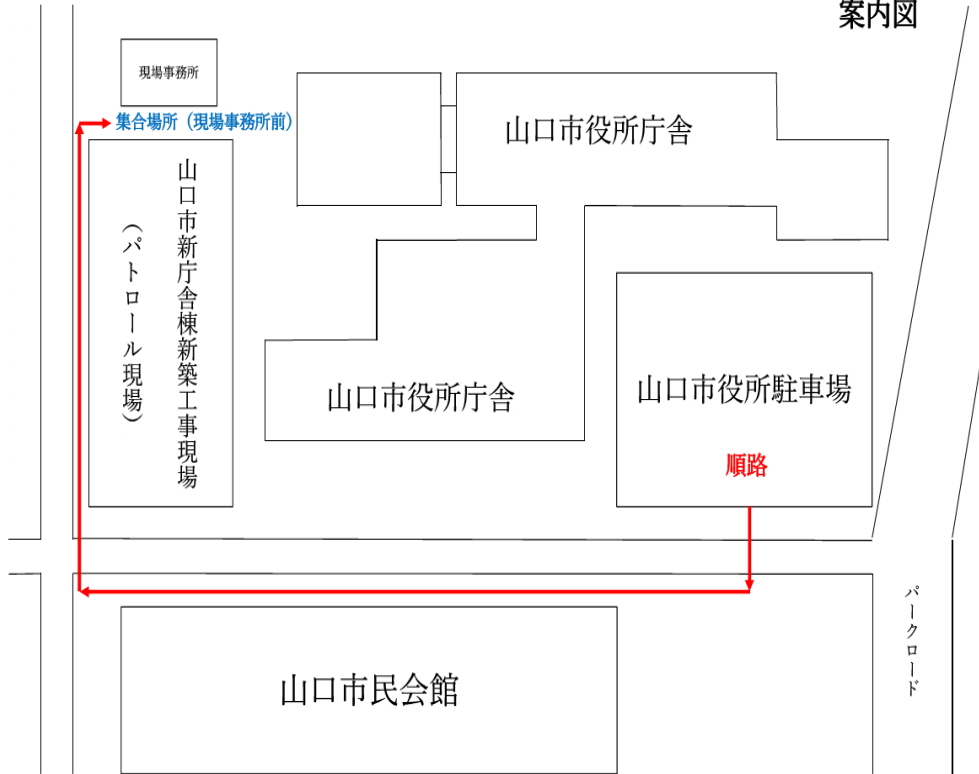 案内図
現場事務所
集合場所（現場事務所前）
山口市役所庁舎
山口市新庁舎棟新築工事現場
（パトロール現場）
山口市役所庁舎
山口市役所駐車場
順路
パークロード
山口市民会館